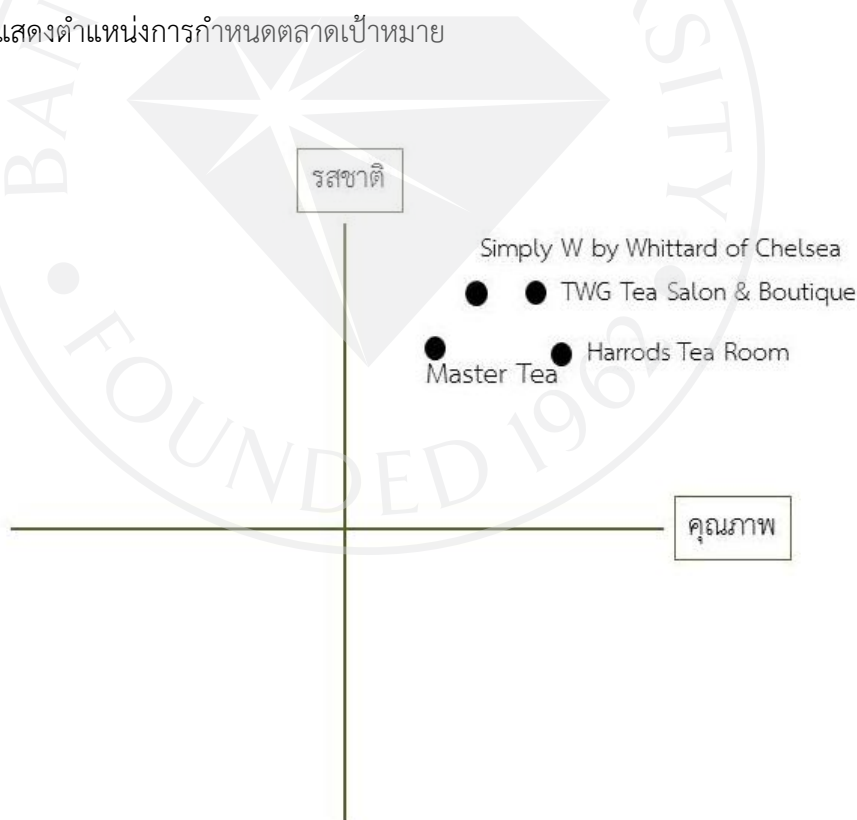 แสดงตำแหน่งการกำหนดตลาดเป้าหมาย
รสชาติ
Simply W by Whittard of Chelsea
TWG Tea Salon & Boutique
Harrods Tea Room
Master Tea
คุณภาพ
FOUNDED 1962